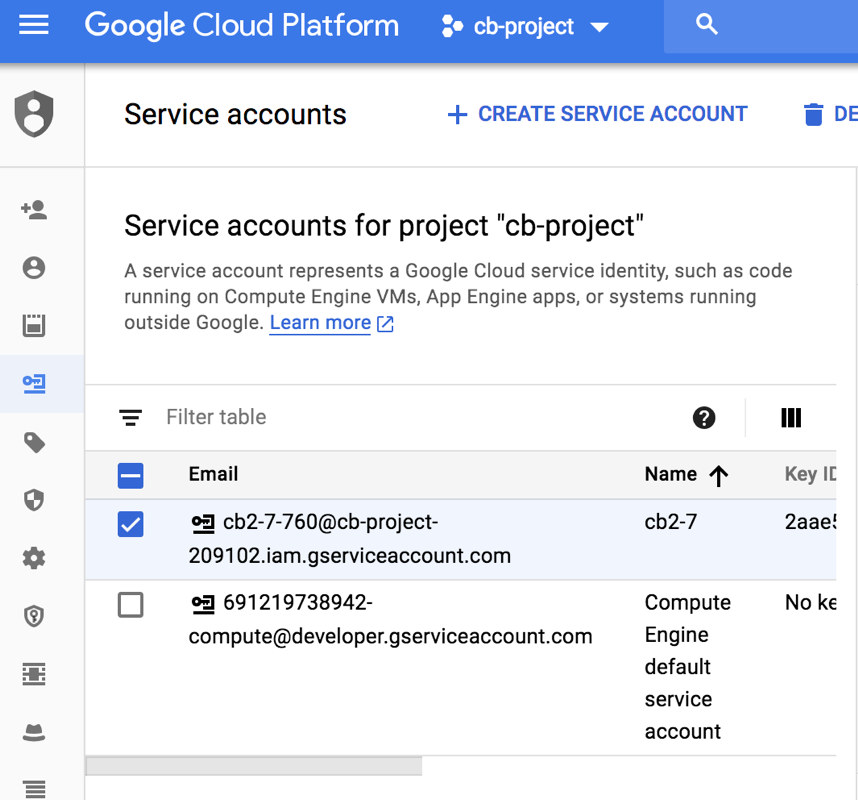 Google Cloud Platform
cb-project
Service accounts
CREATE SERVICE ACCOUNT
DE
Service accounts for project "cb-project"
A service account represents a Google Cloud service identity, such as code
running on Compute Engine VMs, App Engine apps, or systems running
outside Google. Learn more
Filter table
Email
Name
Key ID
cb2-7-760@cb-project-
209102.iam.gserviceaccount.com
cb2-7
2aae5
691219738942-
compute@developer.gserviceaccount.com
Compute
Engine
default
service
account
No ke